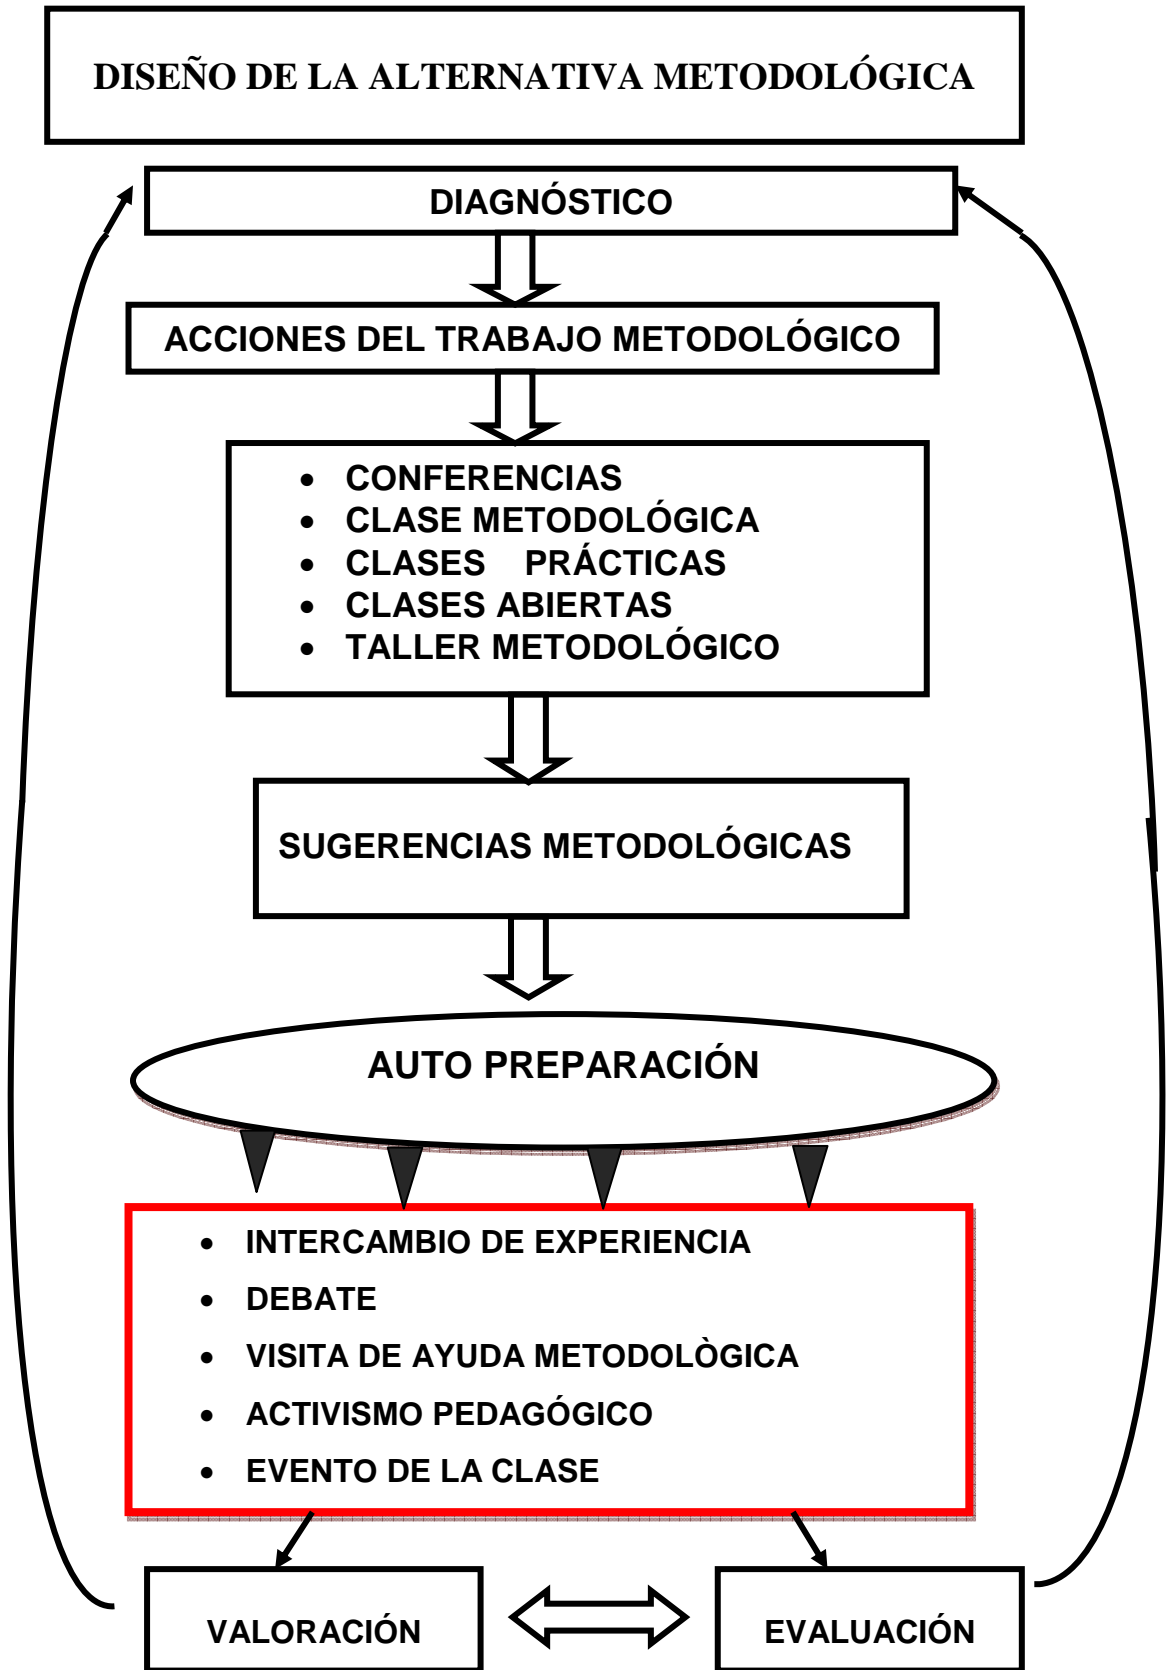 DISEÑO DE LA ALTERNATIVA METODOLÓGICA
DIAGNÓSTICO
ACCIONES DEL TRABAJO METODOLÓGICO
• CONFERENCIAS
• CLASE METODOLÓGICA
• CLASES PRÁCTICAS
• CLASES ABIERTAS
• TALLER METODOLÓGICO
SUGERENCIAS METODOLÓGICAS
AUTO PREPARACIÓN
• INTERCAMBIO DE EXPERIENCIA
• DEBATE
• VISITA DE AYUDA METODOLÒGICA
• ACTIVISMO PEDAGÓGICO
• EVENTO DE LA CLASE
VALORACIÓN
EVALUACIÓN